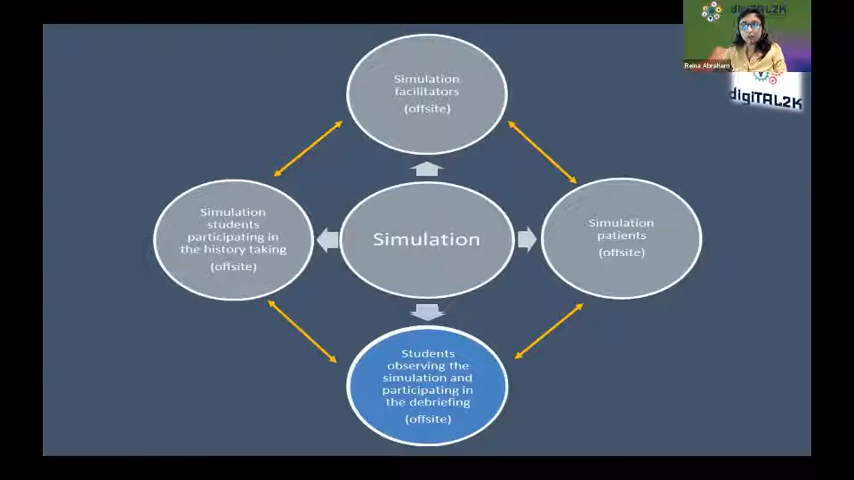 Simulation
facilitators
(offsite)
digiTAL2K
Reina Abraham
digiTAL2K
Simulation
students
participating in
the history taking
(offsite)
Simulation
Simulation
patients
(offsite)
Students
observing the
simulation and
participating in
the debriefing
(offsite)